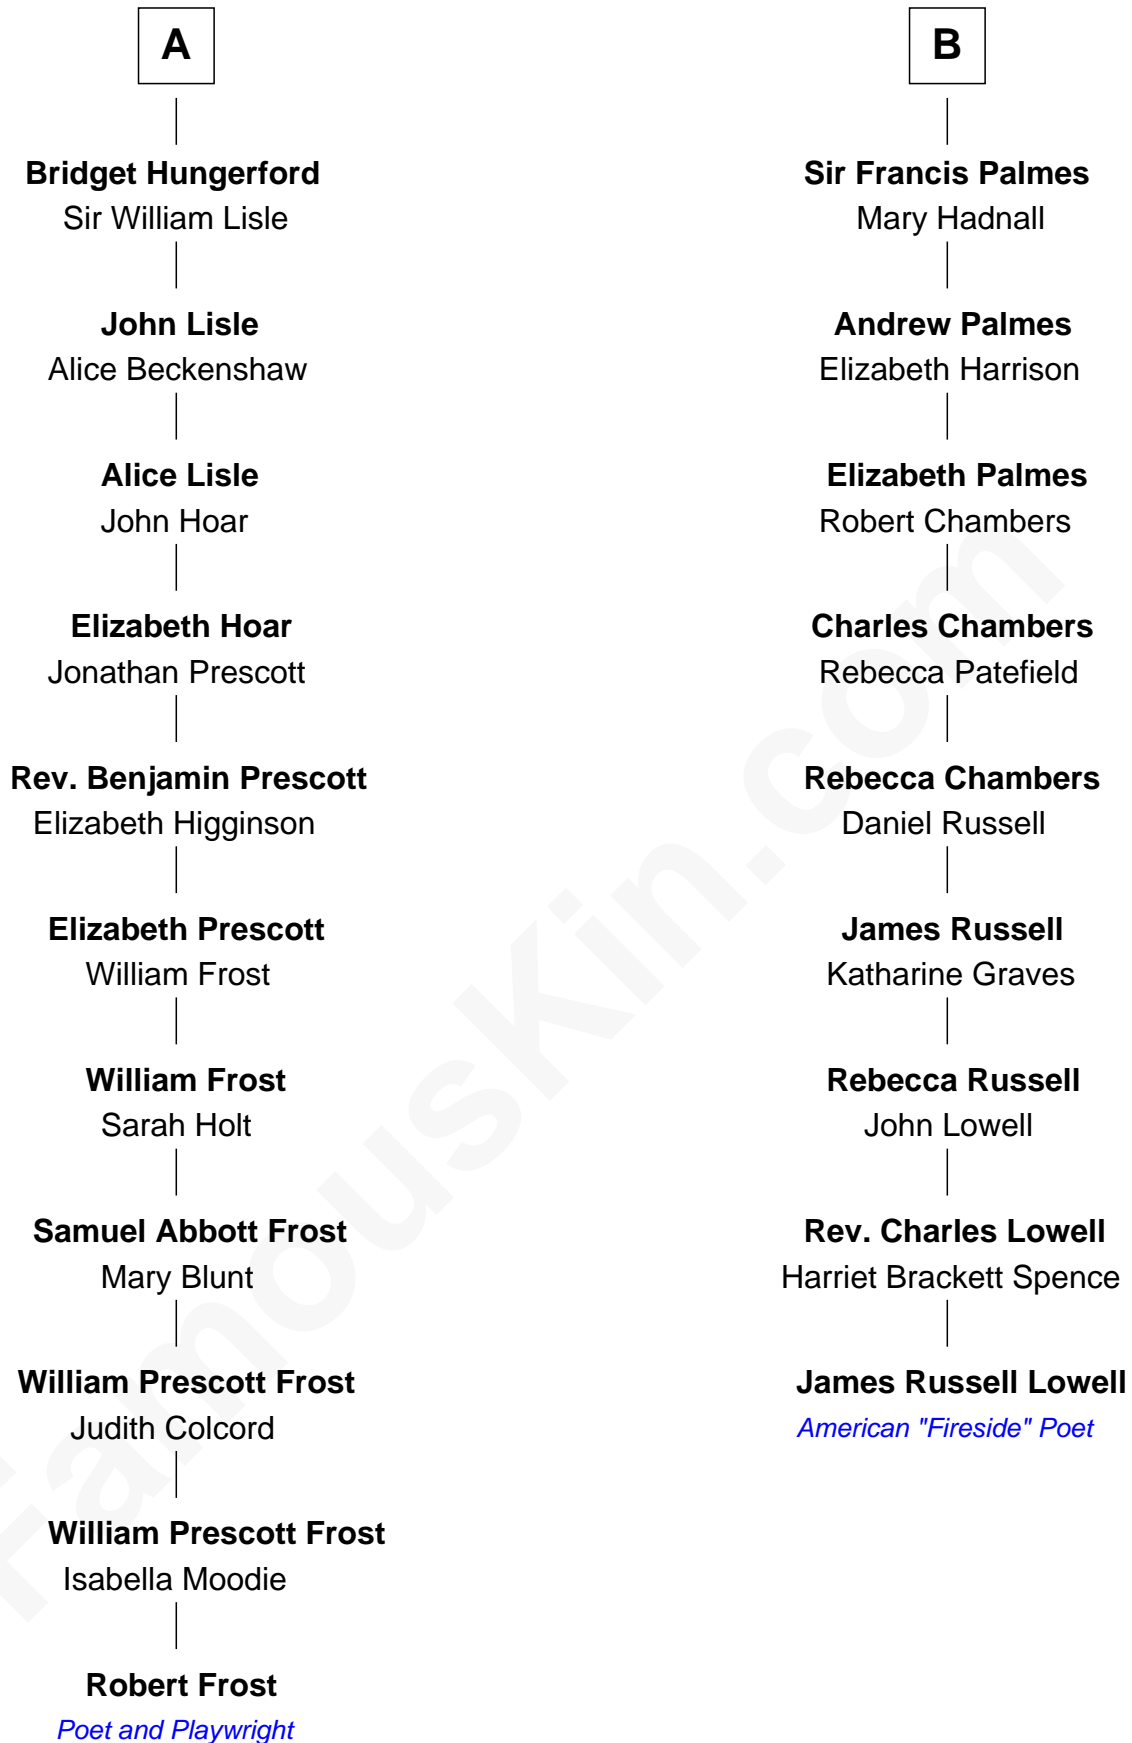 A
Bridget Hungerford
Sir William Lisle
John Lisle
Alice Beckenshaw
Alice Lisle
John Hoar
Elizabeth Hoar
Jonathan Prescott
Rev. Benjamin Prescott
Elizabeth Higginson
Elizabeth Prescott
William Frost
William Frost
Sarah Holt
Samuel Abbott Frost
Mary Blunt
William Prescott Frost
Judith Colcord
William Prescott Frost
Isabella Moodie
Robert Frost
Poet and Playwright
B
Sir Francis Palmes
Mary Hadnall
Andrew Palmes
Elizabeth Harrison
Elizabeth Palmes
Robert Chambers
Charles Chambers
Rebecca Patefield
Rebecca Chambers
Daniel Russell
James Russell
Katharine Graves
Rebecca Russell
John Lowell
Rev. Charles Lowell
Harriet Brackett Spence
James Russell Lowell
American "Fireside" Poet
FamousKin.com